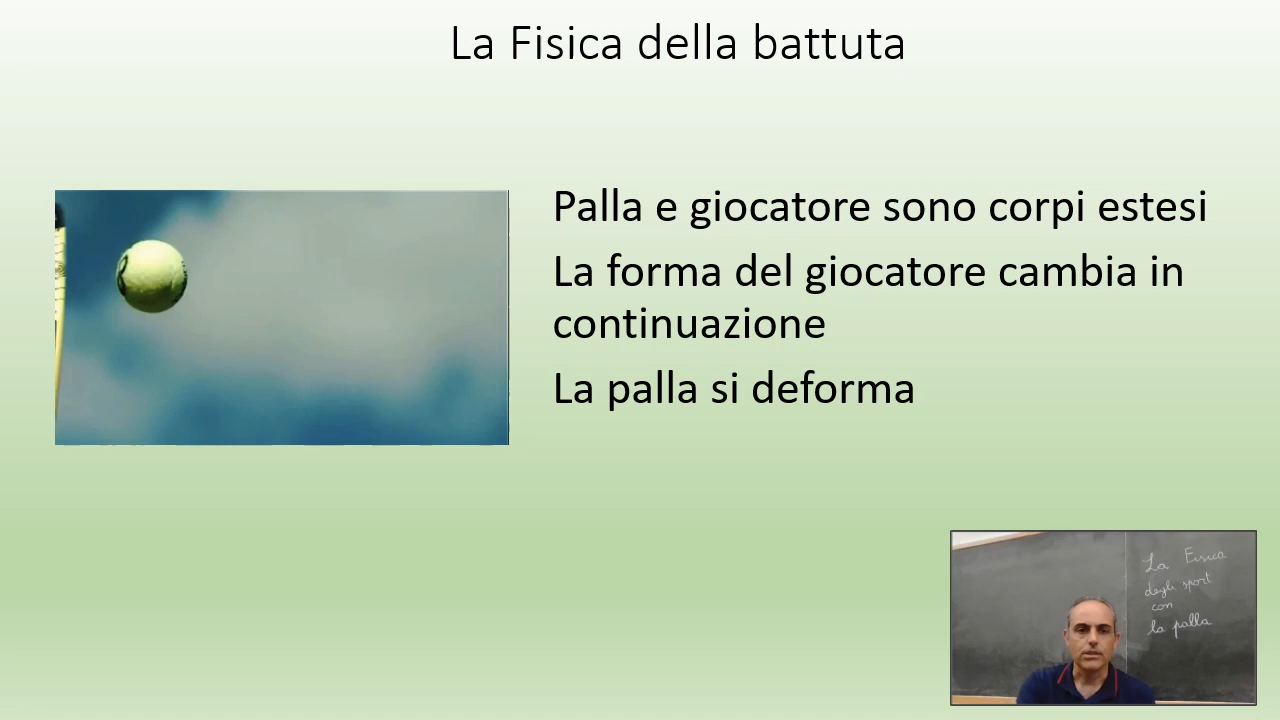 La Fisica della battuta
Palla e giocatore sono corpi estesi
La forma del giocatore cambia in
continuazione
La palla si deforma
La Fisica
degli sport
con
la palla